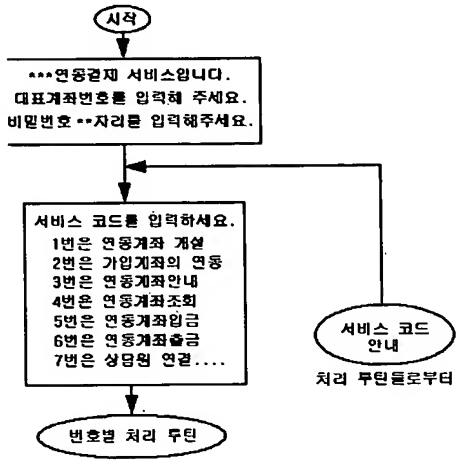 시작
***연동결재 서비스입니다.
대표계좌번호를 입력해 주세요.
비밀번호 **자리를 입력해주세요.
서비스 코드를 입력하세요.
1번은 연동계좌 개설
2번은 가입계좌의 연동
3번은 연동계좌안내
4번은 연동계좌조회
5번은 연동계좌입금
6번은 연동계좌출금
7번은 상담원 연결....
서비스 코드
안내
처리 루틴들로부터
번호별 처리 루틴